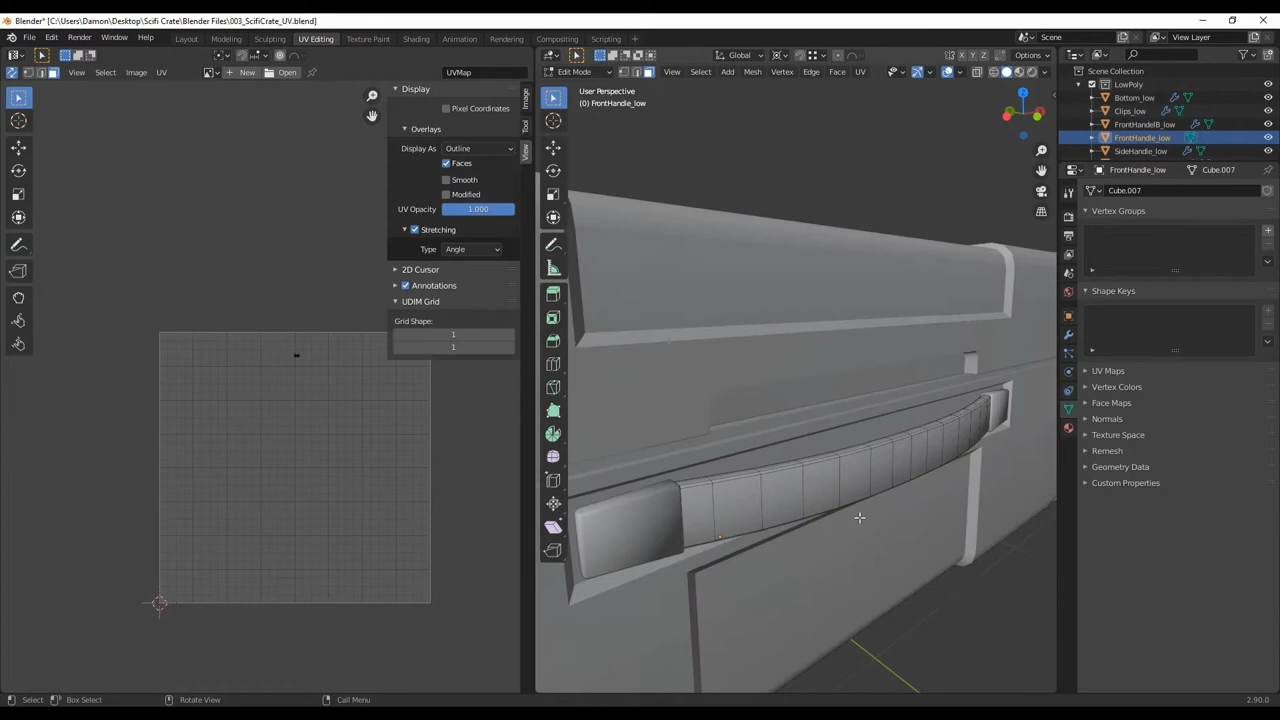 Blender* [C:\Users\Damon\Desktop\Scifi Crate\Blender Files\003_ScifiCrate_UV.blend]
File Edit Render Window Help Layout Modeling Sculpting UV Editing Texture Paint Shading Animation Rendering Compositing Scripting + Scene View Layer
Global Options
View Select Image UV New Open UVMap
Edit Mode View Select Add Mesh Vertex Edge Face UV
Scene Collection
LowPoly
Bottom_low
Clips_low
FrontHandelB_low
FrontHandle_low
SideHandle_low
FrontHandle_low Cube.007
Cube.007
Vertex Groups
Shape Keys
UV Maps
Vertex Colors
Face Maps
Normals
Texture Space
Remesh
Geometry Data
Custom Properties
Display
Pixel Coordinates
Overlays
Display As Outline
Faces
Smooth
Modified
UV Opacity 1.000
Stretching
Type Angle
2D Cursor
Annotations
UDIM Grid
Grid Shape:
1
1
Image
Tool
View
User Perspective
(0) FrontHandle_low
X Y Z
Z
Select Box Select Rotate View Call Menu 2.90.0